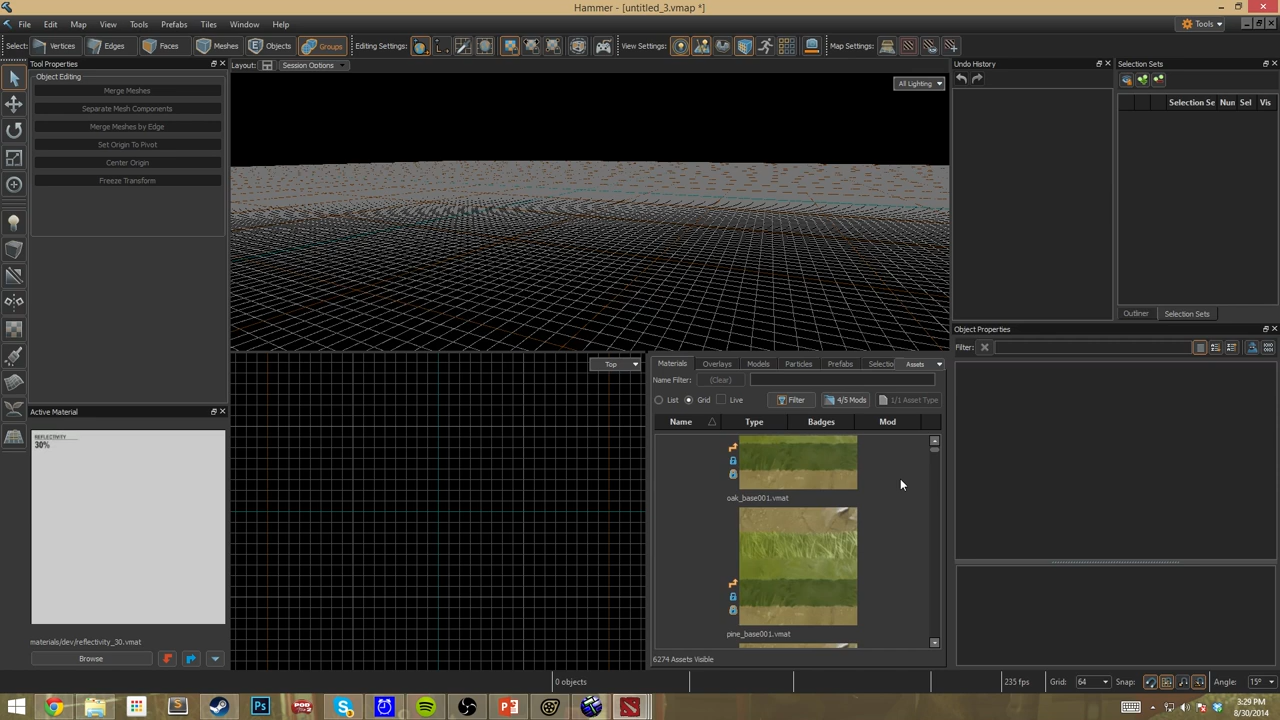 Hammer - [untitled_3.vmap *]
File Edit Map View Tools Prefabs Tiles Window Help
Tools
Select: Vertices Edges Faces Meshes Objects Groups Editing Settings: View Settings: Map Settings:
Tool Properties
Object Editing
Merge Meshes
Separate Mesh Components
Merge Meshes by Edge
Set Origin To Pivot
Center Origin
Freeze Transform
Layout: Session Options
All Lighting
Undo History
Selection Sets
Selection Se Nun Sel Vis
Outliner Selection Sets
Object Properties
Filter:
Active Material
REFLECTIVITY
30%
materials/dev/reflectivity_30.vmat
Browse
Top
Materials Overlays Models Particles Prefabs Selectio Assets
Name Filter: (Clear)
List Grid Live Filter 4/5 Mods 1/1 Asset Type
Name Type Badges Mod
oak_base001.vmat
pine_base001.vmat
6274 Assets Visible
0 objects 235 fps Grid: 64 Snap: Angle: 15°
3:29 PM
8/30/2014